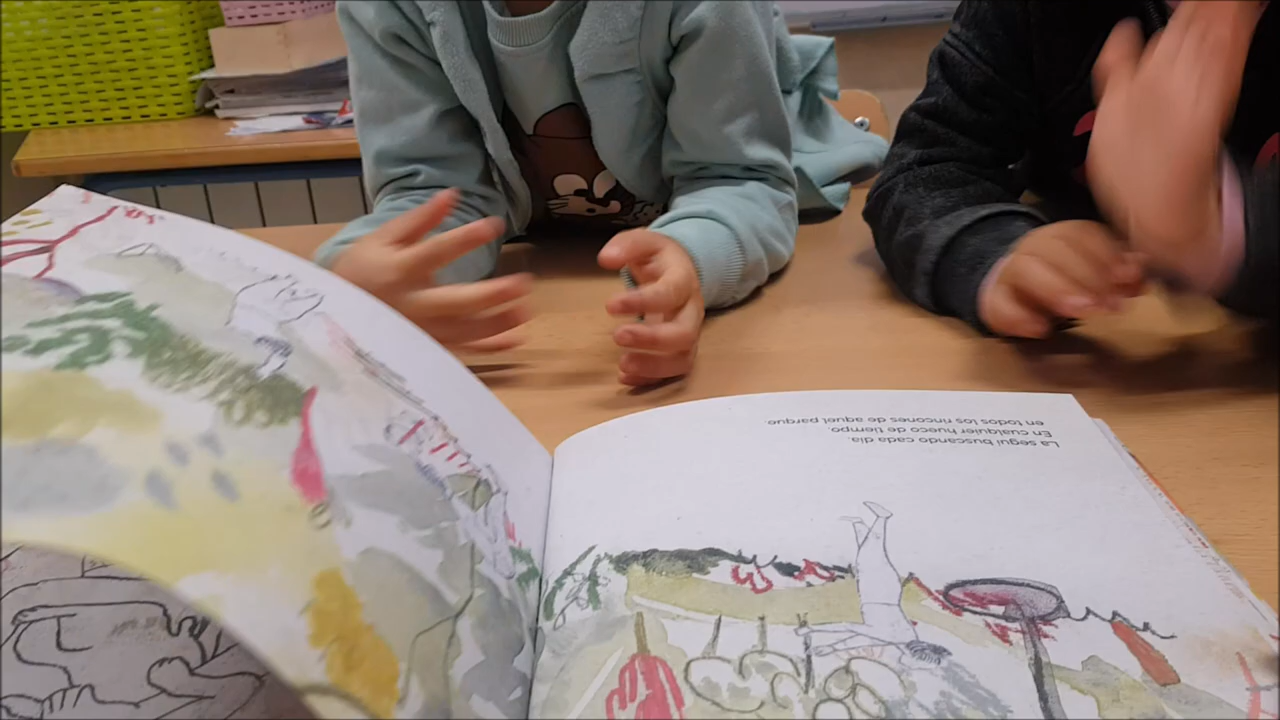 La seguí buscando cada día.
En cualquier hueco de tiempo,
en todos los rincones de aquel parque.